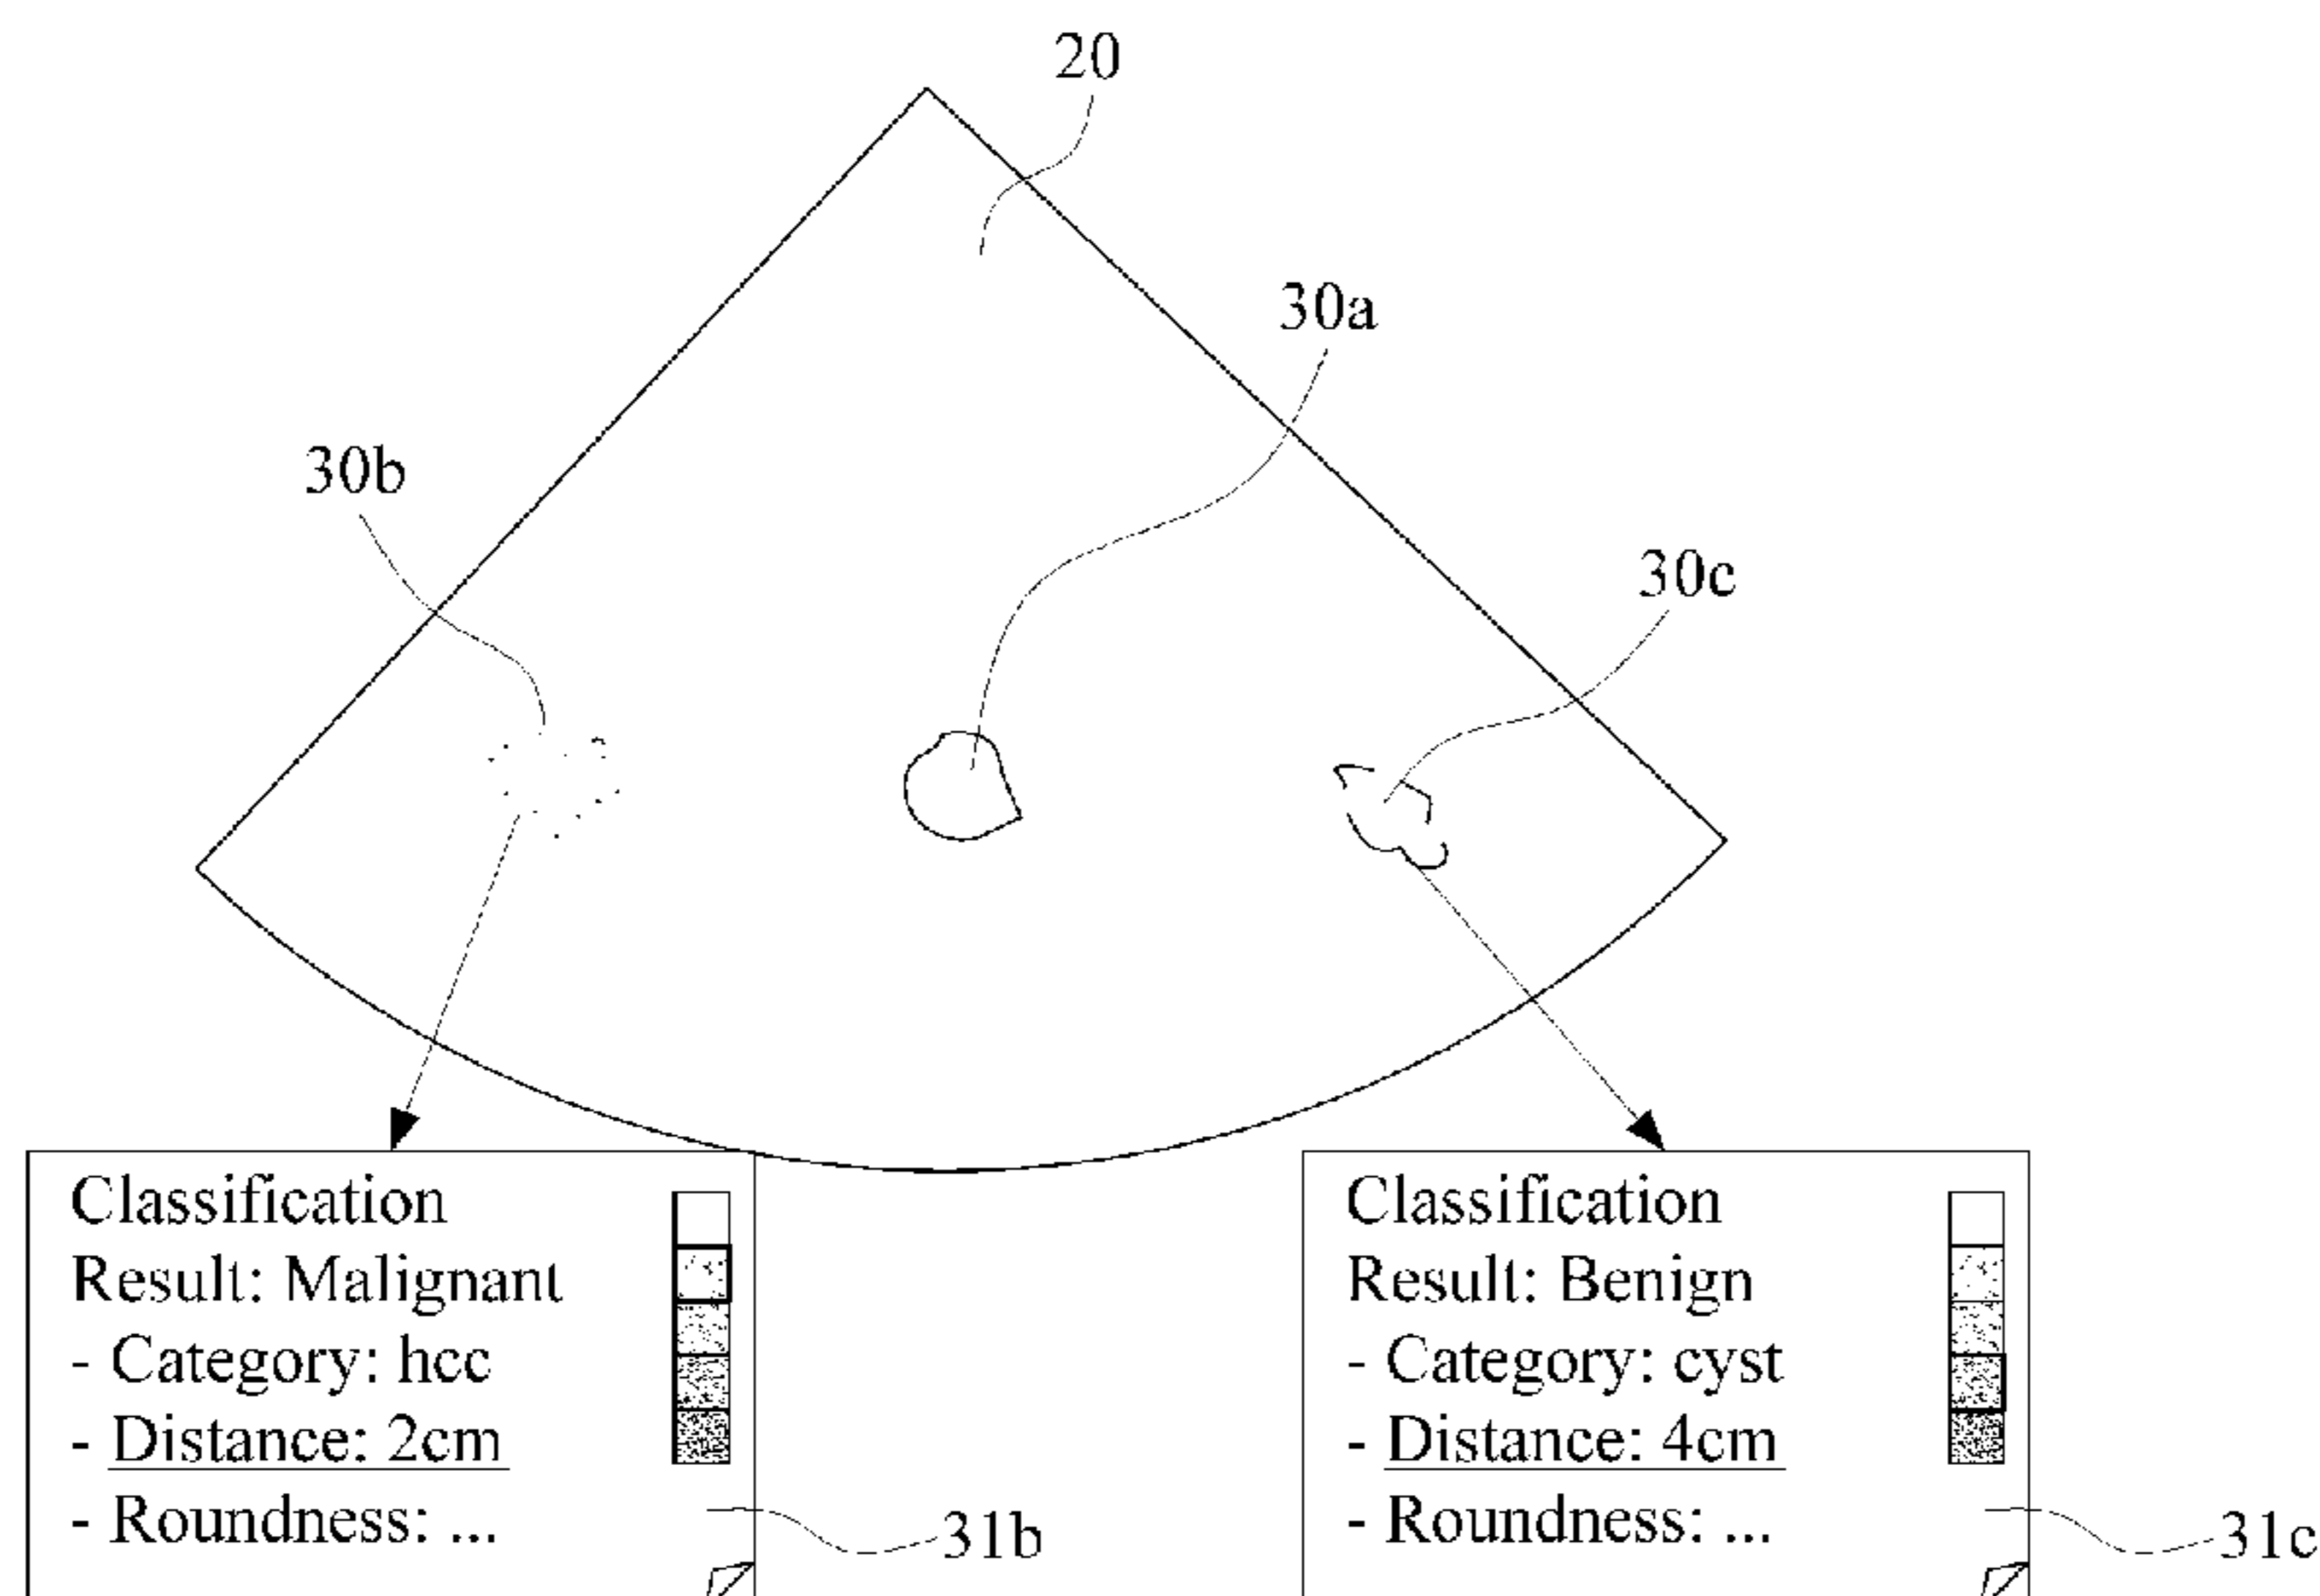 20
30a
30b
30c
Classification
Result: Malignant
- Category: hcc
- Distance: 2cm
- Roundness: ...
31b
Classification
Result: Benign
- Category: cyst
- Distance: 4cm
- Roundness: ...
31c